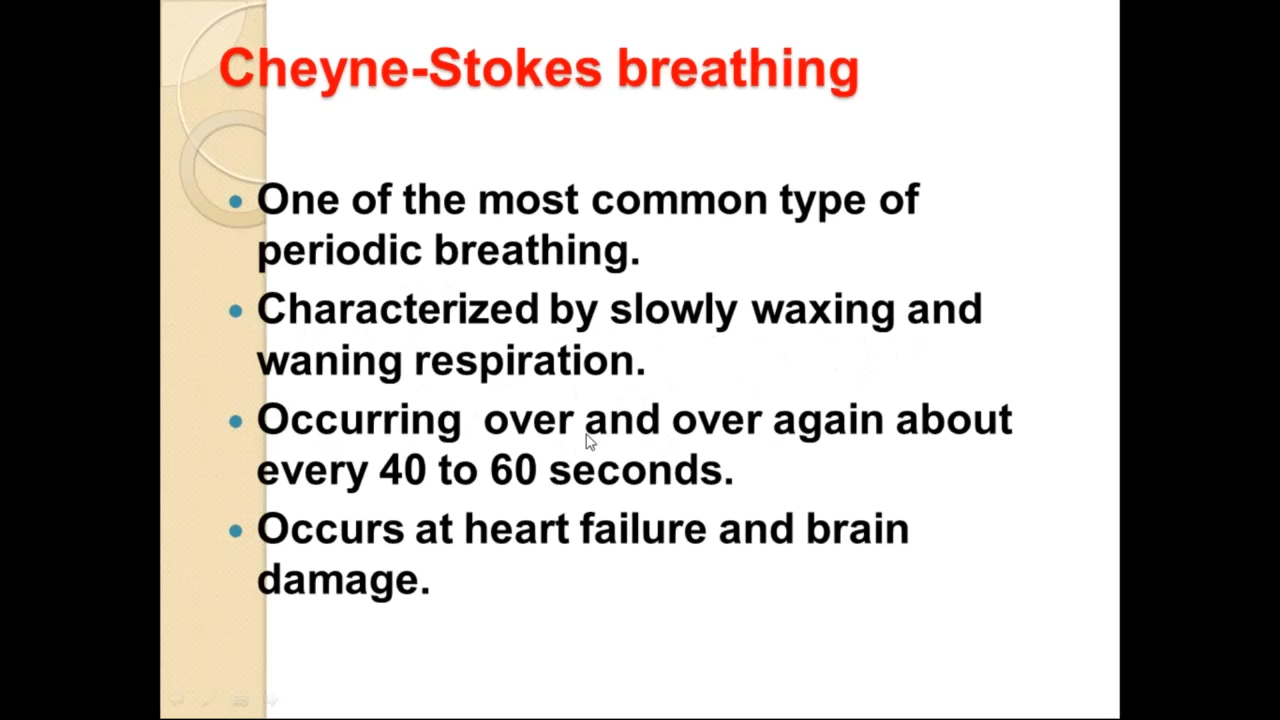 Cheyne-Stokes breathing
One of the most common type of
periodic breathing.
Characterized by slowly waxing and
waning respiration.
Occurring  over and over again about
every 40 to 60 seconds.
Occurs at heart failure and brain
damage.